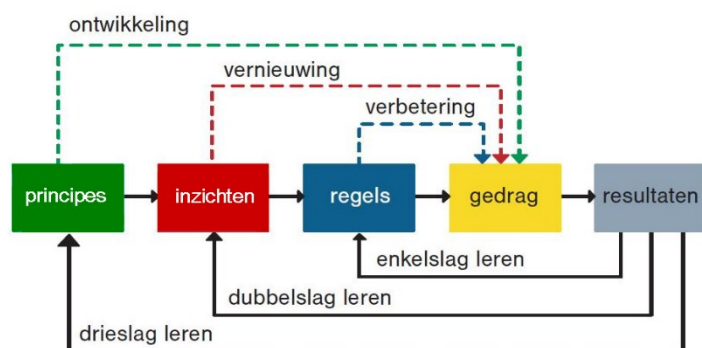 ontwikkeling
vernieuwing
verbetering
principes inzichten regels gedrag resultaten
enkelslag leren
dubbelslag leren
drieslag leren